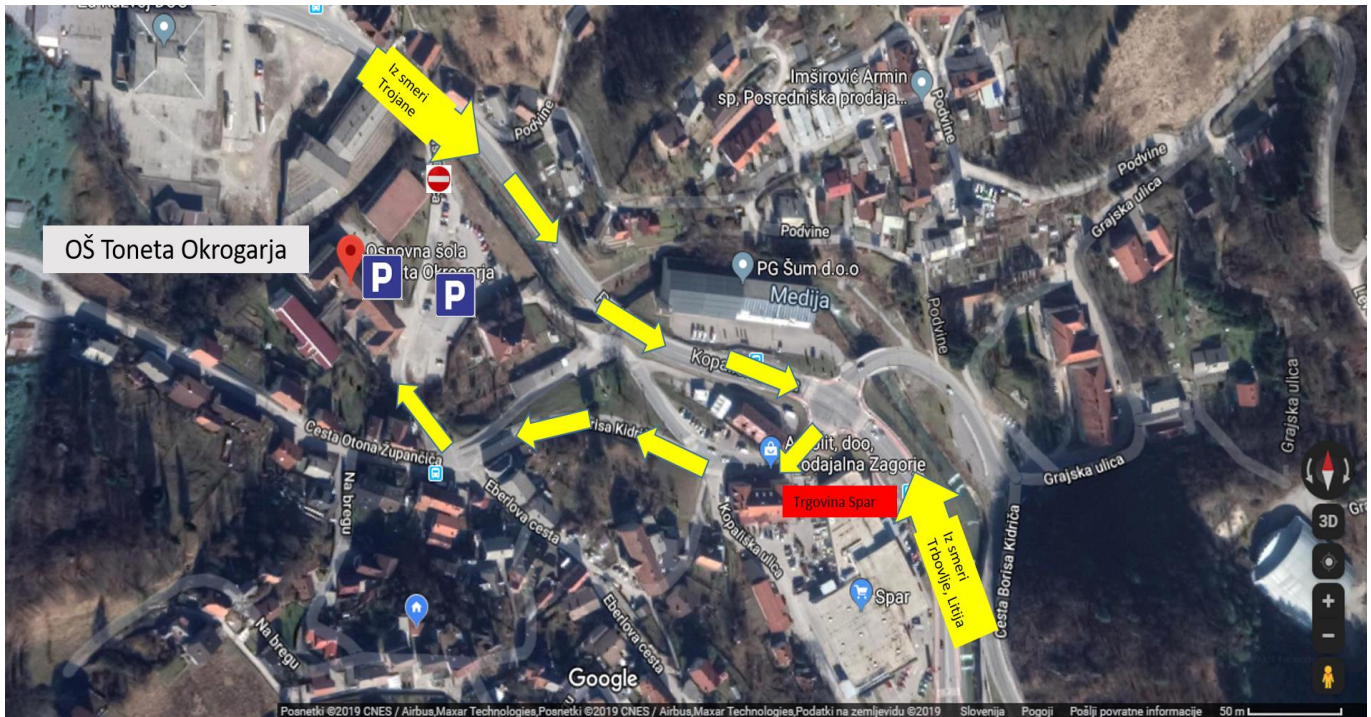 Iz smeri
Trojane
Podvine
Imširović Armin
sp, Posredniška prodaja...
Podvine
Podvine
Grajska ulica
OŠ Toneta Okrogarja
Osnovna šola
ta Okrogarja
P
P
Podvine
PG Šum d.o.o
Medija
Podvine
Grajska ulica
doo,
odajalna Zagorje
Trgovina Spar
Cesta Otona Župančiča
Na bregu
Eberlova cesta
Kopališka ulica
Grajska ulica
Iz smeri
Trbovlje, Litija
Cesta Borisa Kidriča
Spar
Eberlova cesta
Na bregu
3D
Google
Posnetki ©2019 CNES / Airbus,Maxar Technologies,Posnetki ©2019 CNES / Airbus,Maxar Technologies,Podatki na zemljevidu ©2019 Slovenija Pogoji Pošlji povratne informacije 50 m